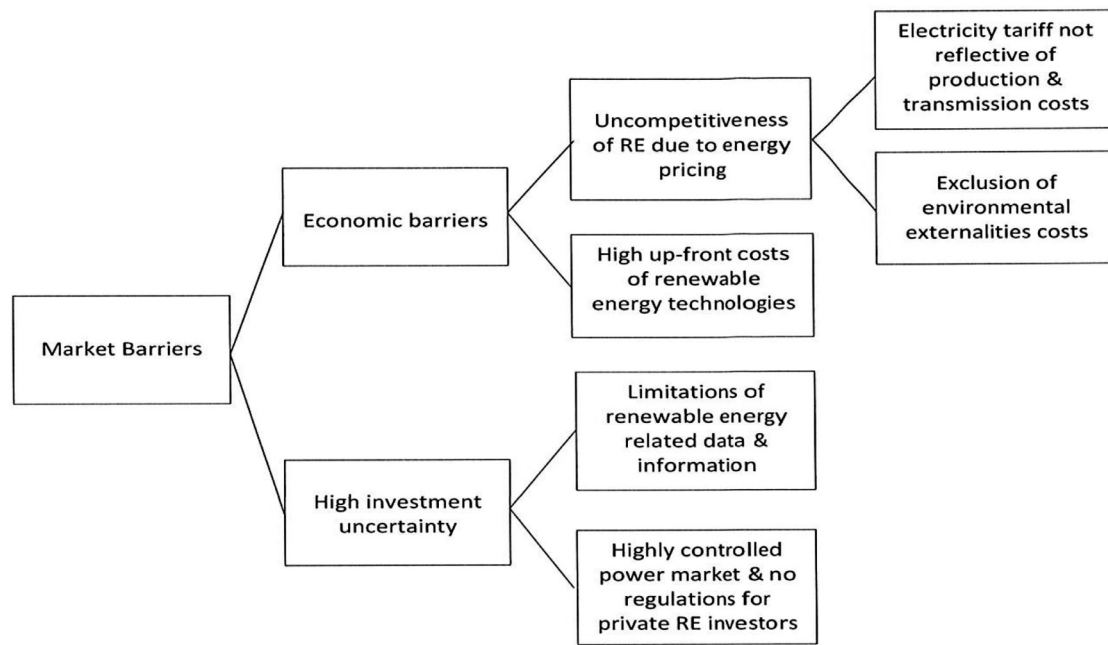 Market Barriers
Economic barriers
High investment
uncertainty
Uncompetitiveness
of RE due to energy
pricing
High up-front costs
of renewable
energy technologies
Limitations of
renewable energy
related data &
information
Highly controlled
power market & no
regulations for
private RE investors
Electricity tariff not
reflective of
production &
transmission costs
Exclusion of
environmental
externalities costs